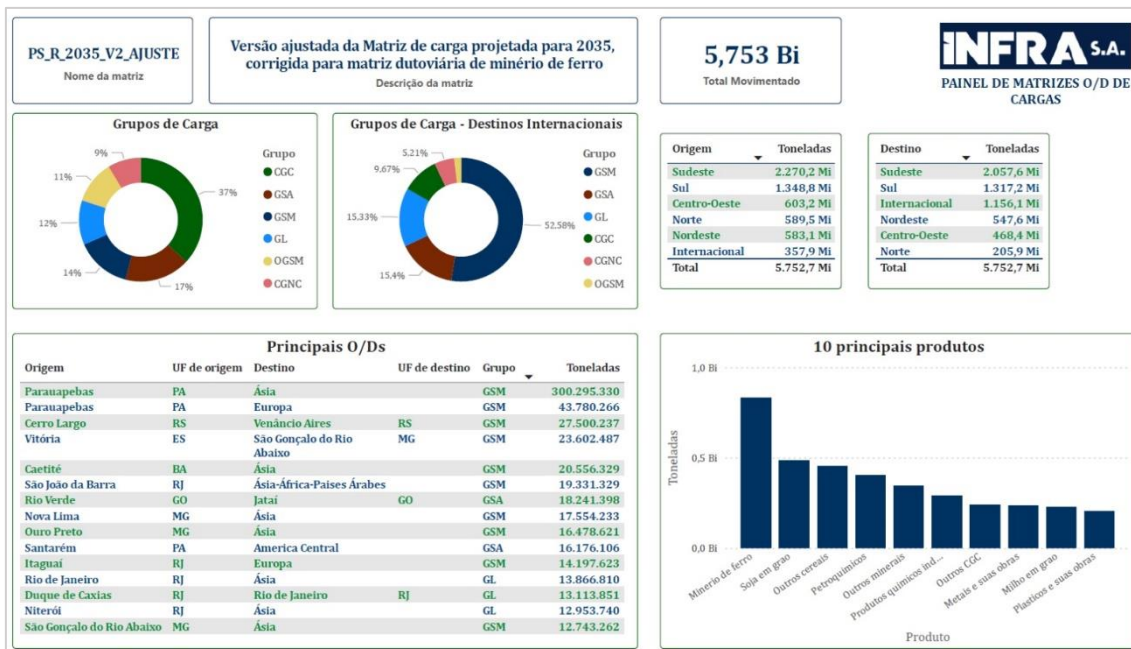 PS_R_2035_V2_AJUSTE
Nome da matriz
Versão ajustada da Matriz de carga projetada para 2035,
corrigida para matriz dutoviária de minério de ferro
Descrição da matriz
5,753 Bi
Total Movimentado
INFRA S.A.
PAINEL DE MATRIZES O/D DE
CARGAS
Grupos de Carga
9%
11%
12%
14%
17%
37%
Grupo
CGC
GSA
GSM
GL
OGSM
CGNC
Grupos de Carga - Destinos Internacionais
5.21%
9.67%
15.33%
15.4%
52.58%
Grupo
GSM
GSA
GL
CGC
CGNC
OGSM
Origem Toneladas
Sudeste 2.270,2 Mi
Sul 1.348,8 Mi
Centro-Oeste 603,2 Mi
Norte 589,5 Mi
Nordeste 583,1 Mi
Internacional 357,9 Mi
Total 5.752,7 Mi
Destino Toneladas
Sudeste 2.057,6 Mi
Sul 1.317,2 Mi
Internacional 1.156,1 Mi
Nordeste 547,6 Mi
Centro-Oeste 468,4 Mi
Norte 205,9 Mi
Total 5.752,7 Mi
Principais O/Ds
Origem UF de origem Destino UF de destino Grupo Toneladas
Parauapebas PA Ásia GSM 300.295.330
Parauapebas PA Europa GSM 43.780.266
Cerro Largo RS Venâncio Aires RS GSM 27.500.237
Vitória ES São Gonçalo do Rio MG GSM 23.602.487
Abaixo
Caetité BA Ásia GSM 20.556.329
São João da Barra RJ Ásia-África-Paises Árabes GSM 19.331.329
Rio Verde GO Jataí GO GSA 18.241.398
Nova Lima MG Ásia GSM 17.554.233
Ouro Preto MG Ásia GSM 16.478.621
Santarém PA America Central GSA 16.176.106
Itaguaí RJ Europa GSM 14.197.623
Rio de Janeiro RJ Ásia GL 13.866.810
Duque de Caxias RJ Rio de Janeiro RJ GL 13.113.851
Niterói RJ Ásia GL 12.953.740
São Gonçalo do Rio Abaixo MG Ásia GSM 12.743.262
10 principais produtos
Toneladas
1,0 Bi
0,5 Bi
0,0 Bi
Minerio de ferro
Soja em grao
Outros cereais
Petroquimicos
Outros minerais
Produtos quimicos ind...
Outros CGC
Metais e suas obras
Milho em grao
Plasticos e suas obras
Produto